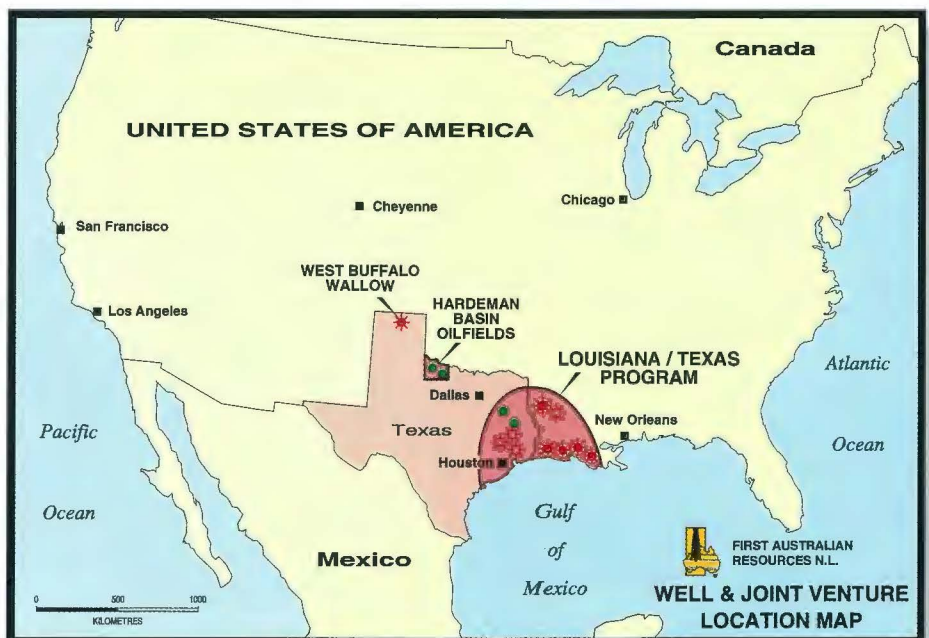 Canada
UNITED STATES OF AMERICA
Cheyenne
Chicago
San Francisco
WEST BUFFALO
WALLOW
HARDEMAN
BASIN
OILFIELDS
Los Angeles
LOUISIANA / TEXAS
PROGRAM
Atlantic
Ocean
Dallas
New Orleans
Pacific
Ocean
Texas
Houston
Gulf
of
Mexico
Mexico
FIRST AUSTRALIAN
RESOURCES N.L.
WELL & JOINT VENTURE
LOCATION MAP
0 500 1000
KILOMETRES